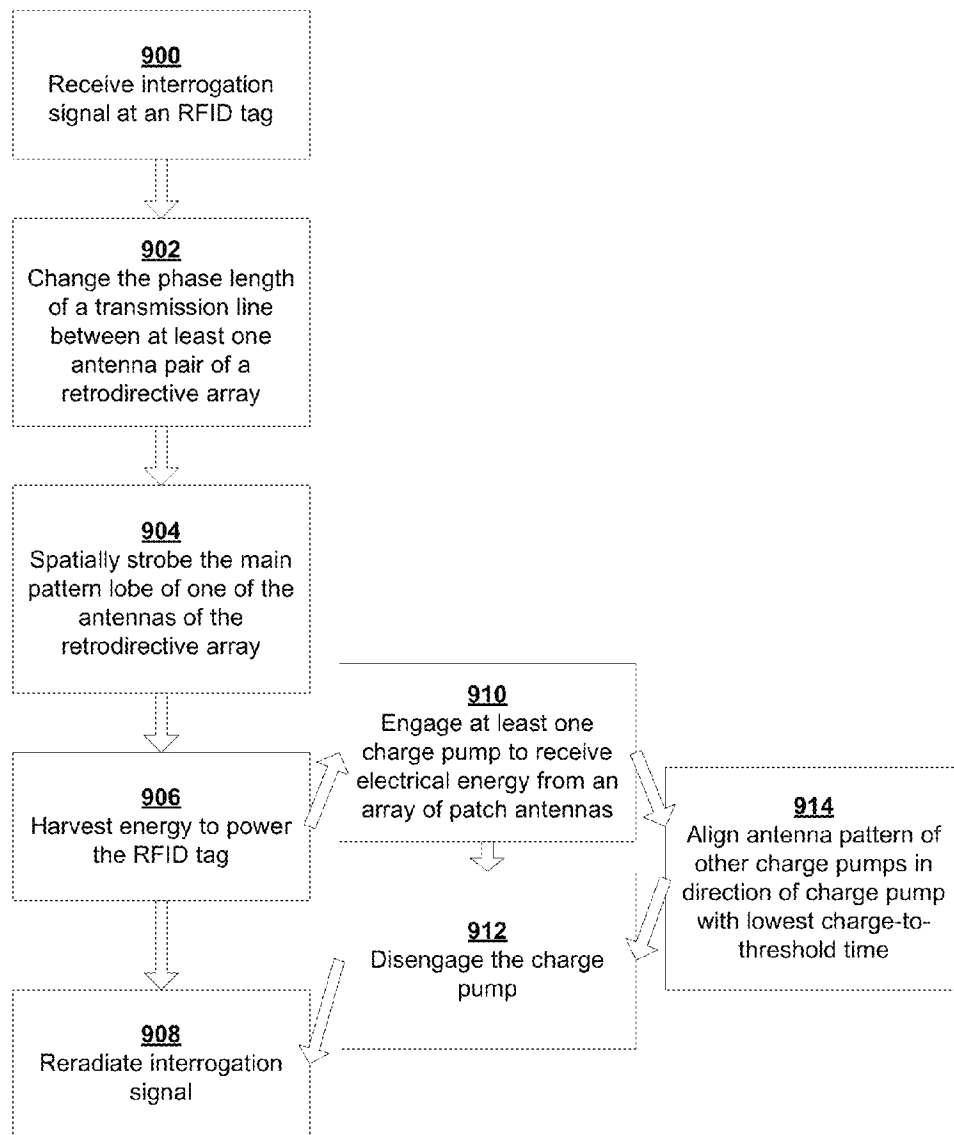 900
Receive interrogation
signal at an RFID tag
902
Change the phase length
of a transmission line
between at least one
antenna pair of a
retrodirective array
904
Spatially strobe the main
pattern lobe of one of the
antennas of the
retrodirective array
906
Harvest energy to power
the RFID tag
908
Reradiate interrogation
signal
910
Engage at least one
charge pump to receive
electrical energy from an
array of patch antennas
912
Disengage the charge
pump
914
Align antenna pattern of
other charge pumps in
direction of charge pump
with lowest charge-to-
threshold time